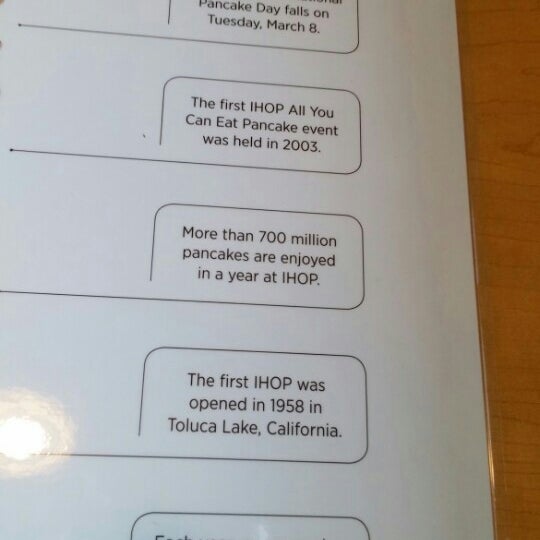 Pancake Day falls on
Tuesday, March 8.
The first IHOP All You
Can Eat Pancake event
was held in 2003.
More than 700 million
pancakes are enjoyed
in a year at IHOP.
The first IHOP was
opened in 1958 in
Toluca Lake, California.